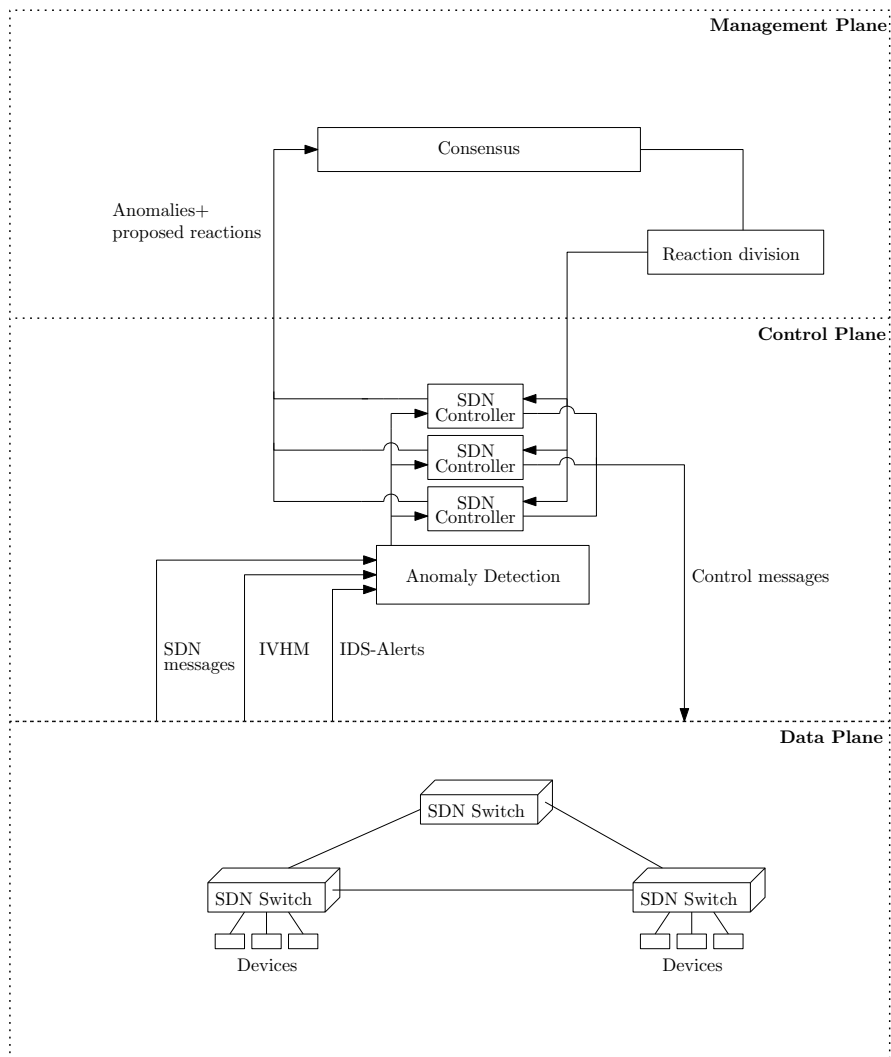 Management Plane
Consensus
Anomalies+
proposed reactions
Reaction division
Control Plane
SDN
Controller
SDN
Controller
SDN
Controller
Anomaly Detection
Control messages
SDN
messages
IVHM
IDS-Alerts
Data Plane
SDN Switch
SDN Switch
SDN Switch
Devices
Devices